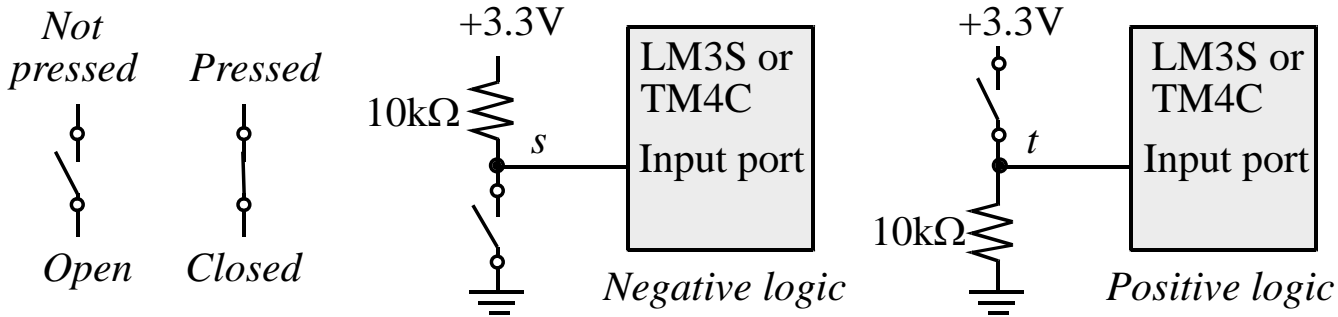 Not
pressed
Pressed
Open
Closed
+3.3V
10kΩ
s
LM3S or
TM4C
Input port
Negative logic
+3.3V
t
10kΩ
LM3S or
TM4C
Input port
Positive logic